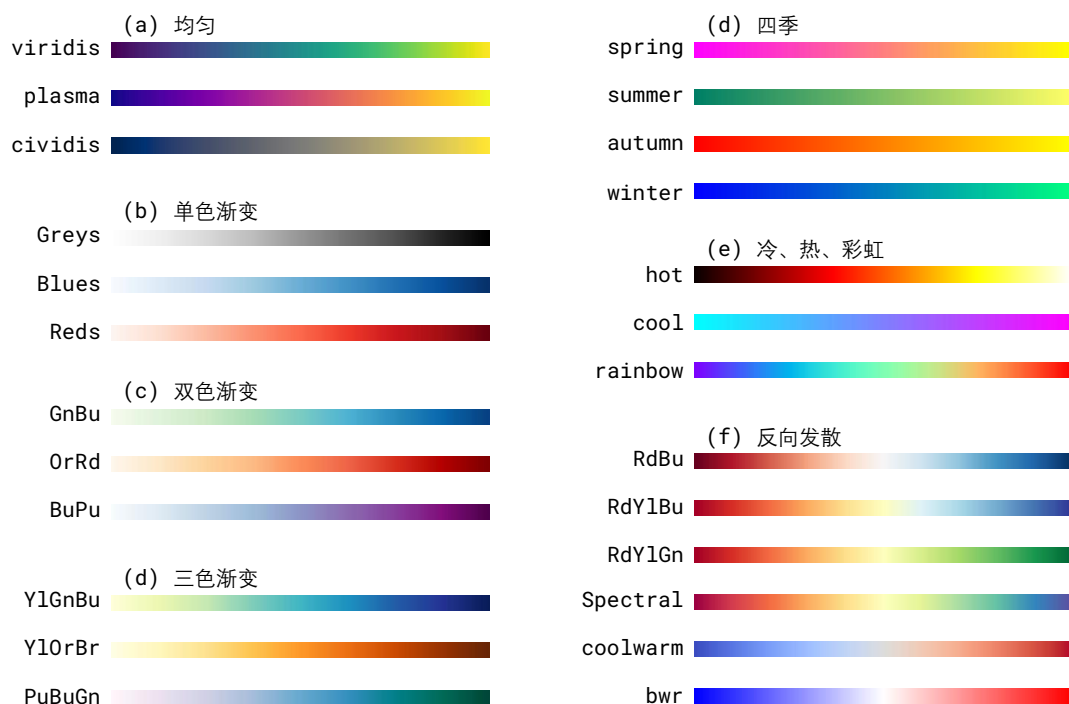 (a) 均匀
viridis
plasma
cividis
(b) 单色渐变
Greys
Blues
Reds
(c) 双色渐变
GnBu
OrRd
BuPu
(d) 三色渐变
YlGnBu
YlOrBr
PuBuGn
(d) 四季
spring
summer
autumn
winter
(e) 冷、热、彩虹
hot
cool
rainbow
(f) 反向发散
RdBu
RdYlBu
RdYlGn
Spectral
coolwarm
bwr